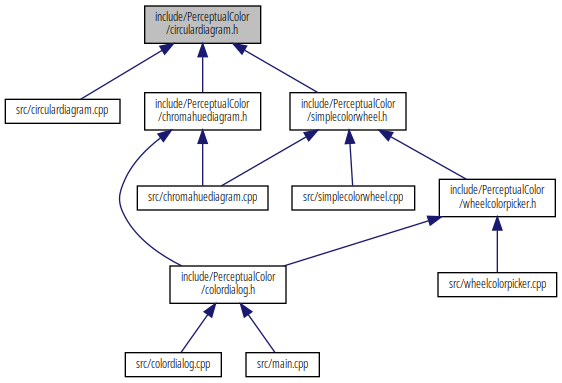 include/PerceptualColor
/circulardiagram.h
src/circulardiagram.cpp
include/PerceptualColor
/chromahuediagram.h
include/PerceptualColor
/simplecolorwheel.h
src/chromahuediagram.cpp
src/simplecolorwheel.cpp
include/PerceptualColor
/wheelcolorpicker.h
include/PerceptualColor
/colordialog.h
src/wheelcolorpicker.cpp
src/colordialog.cpp
src/main.cpp